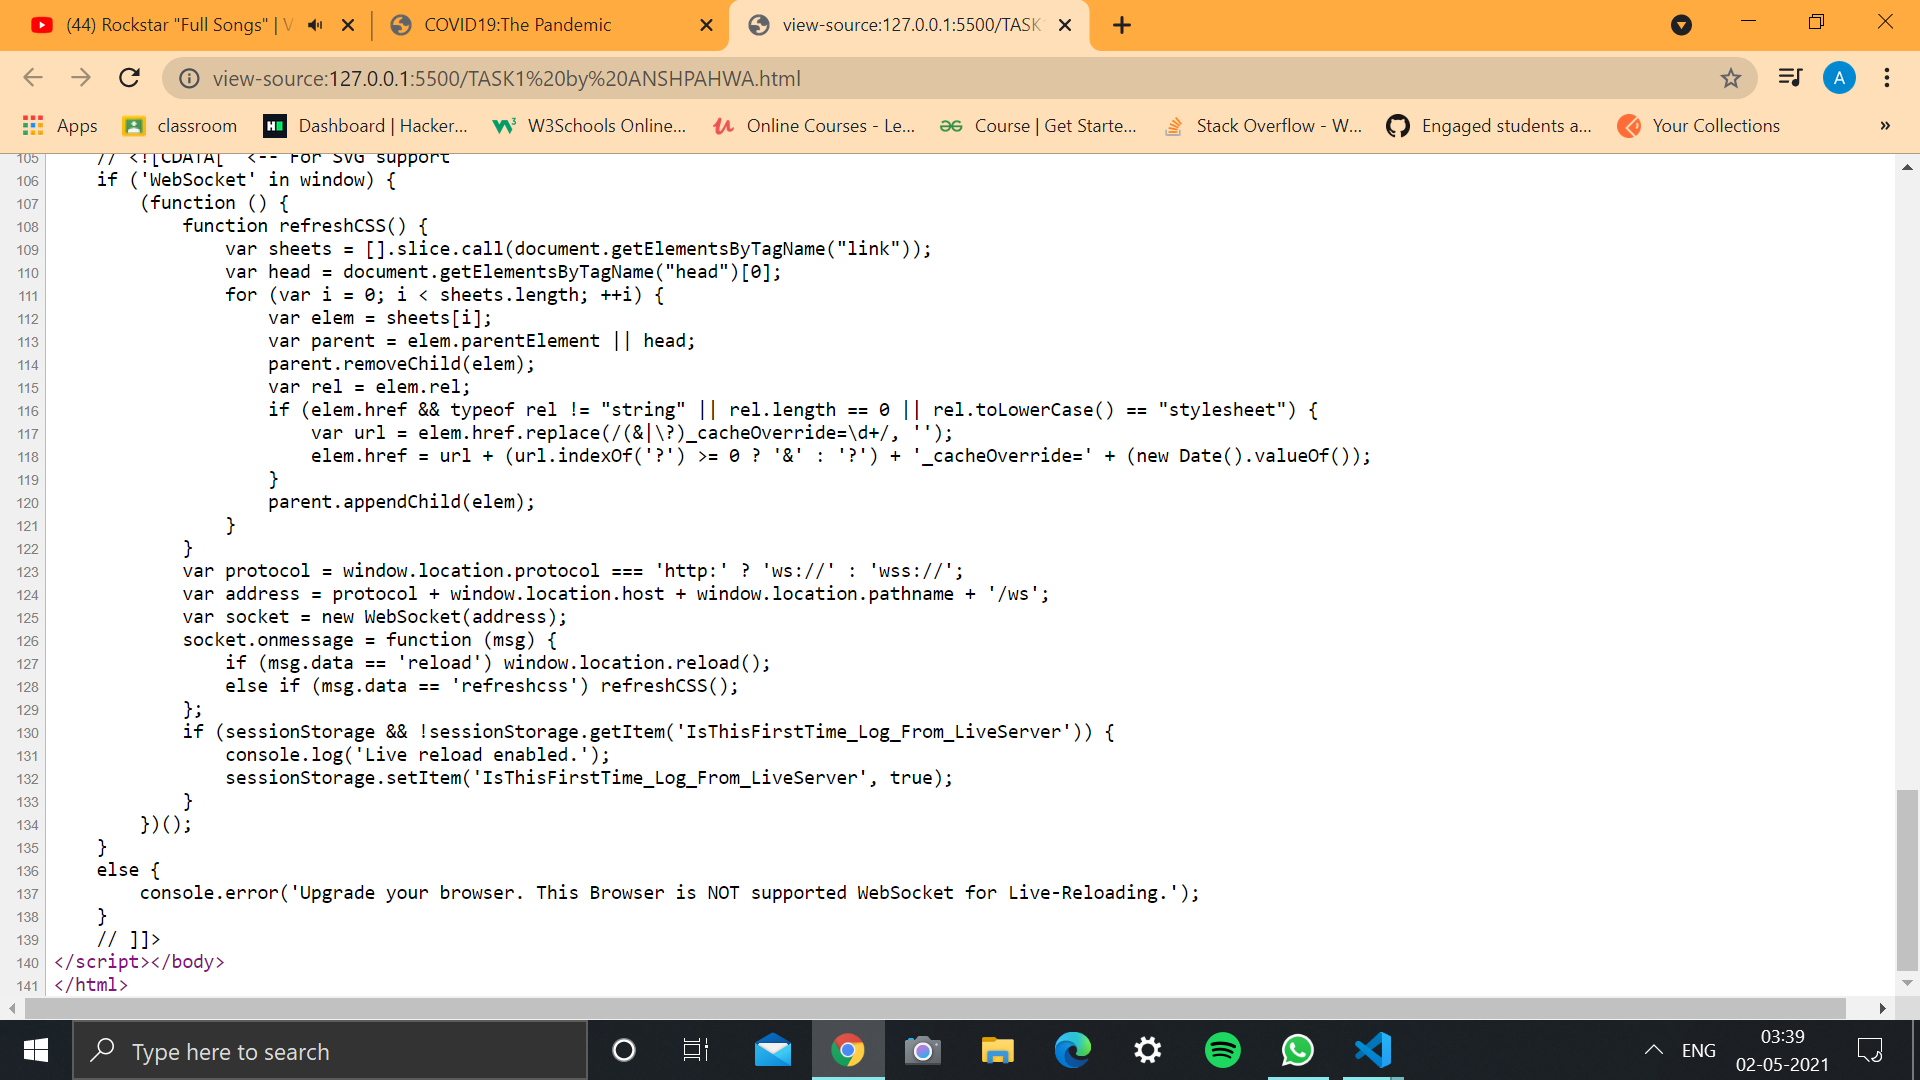 (44) Rockstar "Full Songs" | V
COVID19:The Pandemic
view-source:127.0.0.1:5500/TASK
view-source:127.0.0.1:5500/TASK1%20by%20ANSHPAHWA.html
A
Apps
classroom
Dashboard | Hacker...
W3Schools Online...
Online Courses - Le...
Course | Get Starte...
Stack Overflow - W...
Engaged students a...
Your Collections
»
105 // <![CDATA[ <-- For SVG support
106 if ('WebSocket' in window) {
107 (function () {
108 function refreshCSS() {
109 var sheets = [].slice.call(document.getElementsByTagName("link"));
110 var head = document.getElementsByTagName("head")[0];
111 for (var i = 0; i < sheets.length; ++i) {
112 var elem = sheets[i];
113 var parent = elem.parentElement || head;
114 parent.removeChild(elem);
115 var rel = elem.rel;
116 if (elem.href && typeof rel != "string" || rel.length == 0 || rel.toLowerCase() == "stylesheet") {
117 var url = elem.href.replace(/(&|\?)_cacheOverride=\d+/, '');
118 elem.href = url + (url.indexOf('?') >= 0 ? '&' : '?') + '_cacheOverride=' + (new Date().valueOf());
119 }
120 parent.appendChild(elem);
121 }
122 }
123 var protocol = window.location.protocol === 'http:' ? 'ws://' : 'wss://';
124 var address = protocol + window.location.host + window.location.pathname + '/ws';
125 var socket = new WebSocket(address);
126 socket.onmessage = function (msg) {
127 if (msg.data == 'reload') window.location.reload();
128 else if (msg.data == 'refreshcss') refreshCSS();
129 };
130 if (sessionStorage && !sessionStorage.getItem('IsThisFirstTime_Log_From_LiveServer')) {
131 console.log('Live reload enabled.');
132 sessionStorage.setItem('IsThisFirstTime_Log_From_LiveServer', true);
133 }
134 })();
135 }
136 else {
137 console.error('Upgrade your browser. This Browser is NOT supported WebSocket for Live-Reloading.');
138 }
139 // ]]>
140 </script></body>
141 </html>
Type here to search
ENG
03:39
02-05-2021